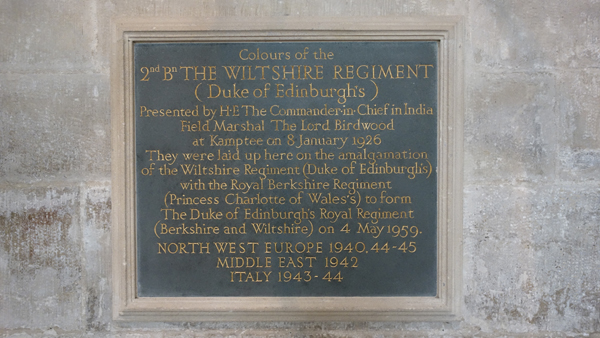 Colours of the
2nd Bn THE WILTSHIRE REGIMENT
( Duke of Edinburgh's )
Presented by H·E The Commander-in-Chief in India
Field Marshal The Lord Birdwood
at Kamptee on 8 January 1926
They were laid up here on the amalgamation
of the Wiltshire Regiment (Duke of Edinburgh's)
with the Royal Berkshire Regiment
(Princess Charlotte of Wales's) to form
The Duke of Edinburgh's Royal Regiment
(Berkshire and Wiltshire) on 4 May 1959.
NORTH WEST EUROPE 1940, 44-45
MIDDLE EAST 1942
ITALY 1943-44